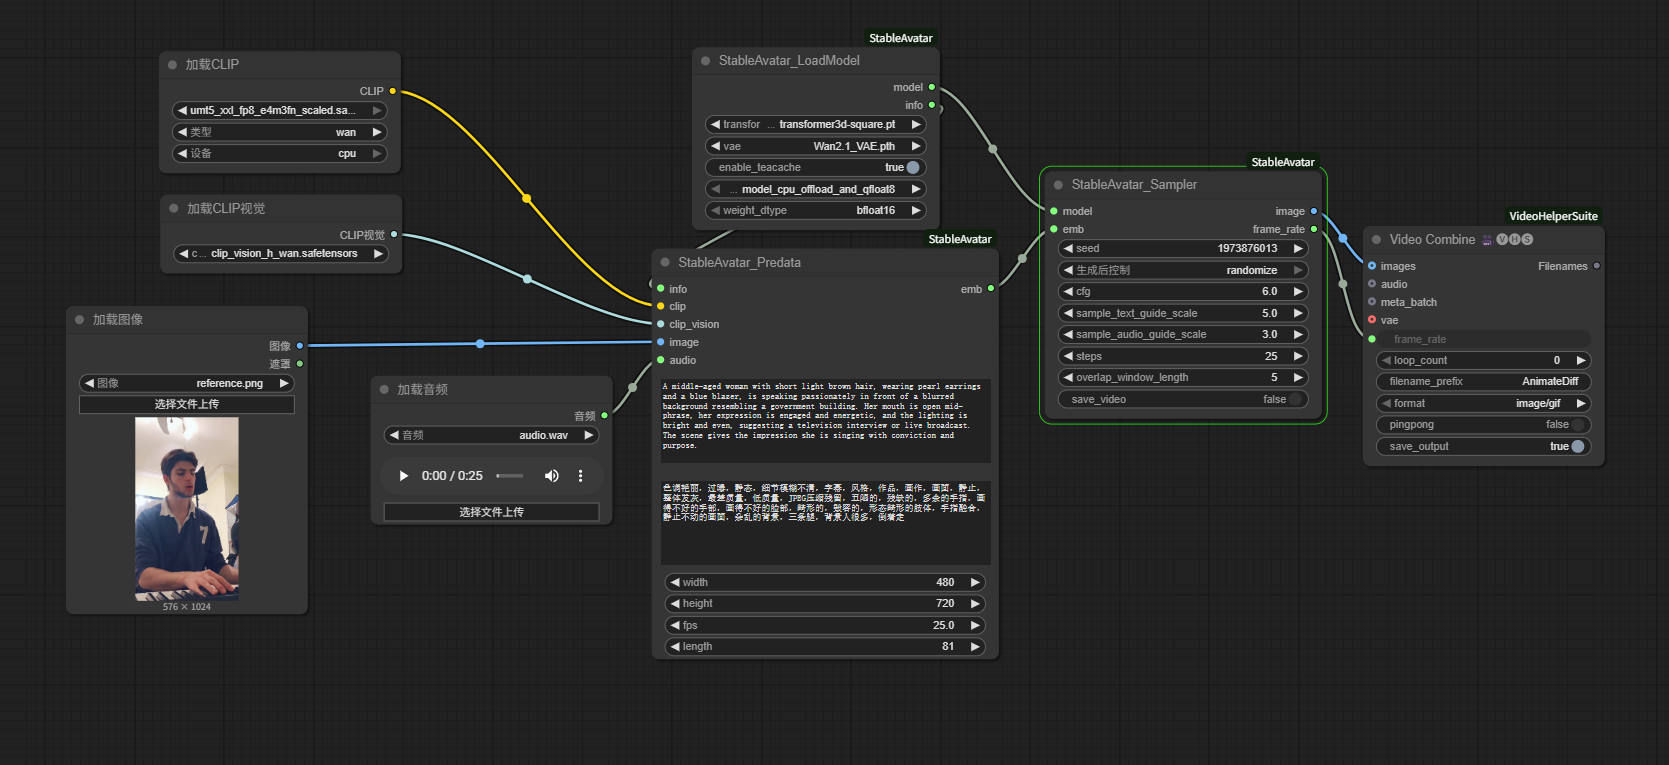 加载CLIP
CLIP
umt5_xxl_fp8_e4m3fn_scaled.sa...
类型 wan
设备 cpu
加载CLIP视觉
CLIP视觉
c... clip_vision_h_wan.safetensors
加载图像
图像
遮罩
图像 reference.png
选择文件上传
7
576 × 1024
加载音频
音频
音频 audio.wav
0:00 / 0:25
选择文件上传
StableAvatar
StableAvatar_LoadModel
model
info
transfor ... transformer3d-square.pt
vae Wan2.1_VAE.pth
enable_teacache true
... model_cpu_offload_and_qfloat8
weight_dtype bfloat16
StableAvatar
StableAvatar_Predata
info emb
clip
clip_vision
image
audio
A middle-aged woman with short light brown hair, wearing pearl earrings
and a blue blazer, is speaking passionately in front of a blurred
background resembling a government building. Her mouth is open mid-
phrase, her expression is engaged and energetic, and the lighting is
bright and even, suggesting a television interview or live broadcast.
The scene gives the impression she is singing with conviction and
purpose.
色调艳丽，过曝，静态，细节模糊不清，字幕，风格，作品，画作，画面，静止，
整体发灰，最差质量，低质量，JPEG压缩残留，丑陋的，残缺的，多余的手指，画
得不好的手部，画得不好的脸部，畸形的，毁容的，形态畸形的肢体，手指融合，
静止不动的画面，杂乱的背景，三条腿，背景人很多，倒着走
width 480
height 720
fps 25.0
length 81
StableAvatar
StableAvatar_Sampler
model image
emb frame_rate
seed 1973876013
生成后控制 randomize
cfg 6.0
sample_text_guide_scale 5.0
sample_audio_guide_scale 3.0
steps 25
overlap_window_length 5
save_video false
VideoHelperSuite
Video Combine VHS
images Filenames
audio
meta_batch
vae
frame_rate
loop_count 0
filename_prefix AnimateDiff
format image/gif
pingpong false
save_output true